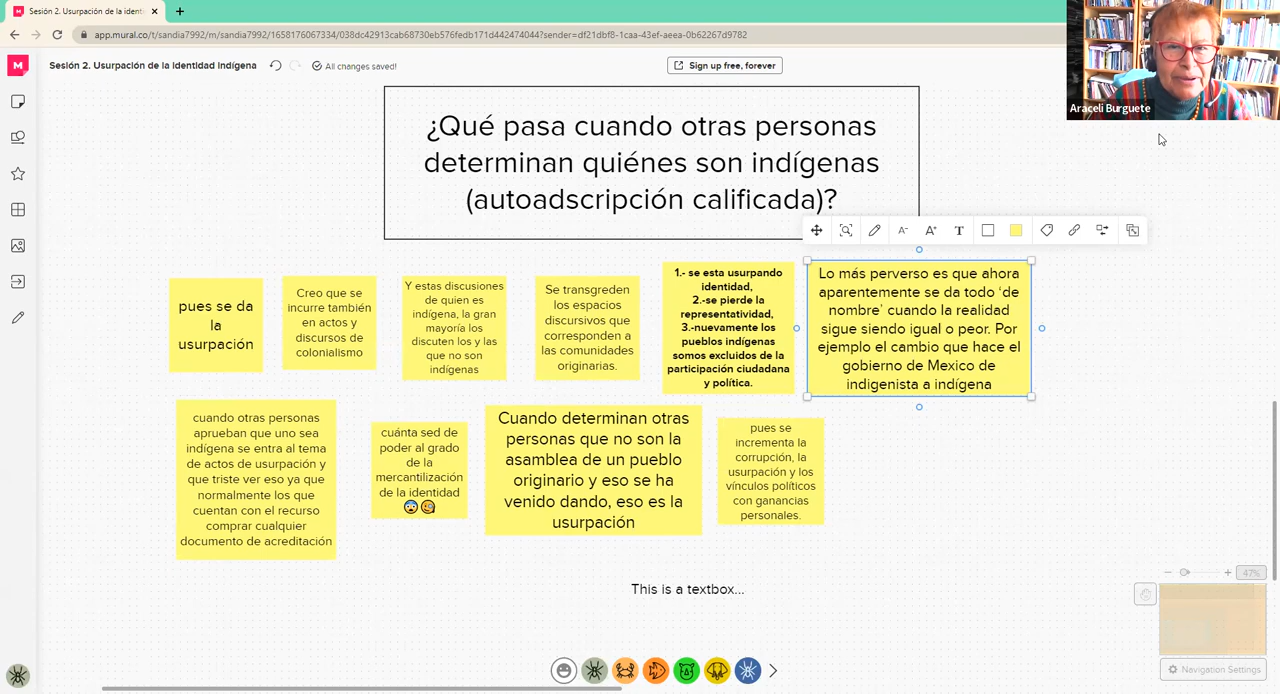 Sesión 2. Usurpación de la ident
app.mural.co/t/sandia7992/m/sandia7992/1658176067334/038dc42913cab68730eb576fedb171d442474044?sender=df21dbf8-1caa-43ef-aeea-0b62267d9782
Sesión 2. Usurpación de la identidad indígena
All changes saved!
Sign up free, forever
Araceli Burguete
¿Qué pasa cuando otras personas
determinan quiénes son indígenas
(autoadscripción calificada)?
pues se da
la
usurpación
Creo que se
incurre también
en actos y
discursos de
colonialismo
Y estas discusiones
de quien es
indígena, la gran
mayoría los
discuten los y las
que no son
indígenas
Se transgreden
los espacios
discursivos que
corresponden a
las comunidades
originarias.
1.- se esta usurpando
identidad,
2.-se pierde la
representatividad,
3.-nuevamente los
pueblos indígenas
somos excluidos de la
participación ciudadana
y política.
Lo más perverso es que ahora
aparentemente se da todo ‘de
nombre’ cuando la realidad
sigue siendo igual o peor. Por
ejemplo el cambio que hace el
gobierno de Mexico de
indigenista a indígena
cuando otras personas
aprueban que uno sea
indígena se entra al tema
de actos de usurpación y
que triste ver eso ya que
normalmente los que
cuentan con el recurso
comprar cualquier
documento de acreditación
cuánta sed de
poder al grado
de la
mercantilización
de la identidad
😨🧐
Cuando determinan otras
personas que no son la
asamblea de un pueblo
originario y eso se ha
venido dando, eso es la
usurpación
pues se
incrementa la
corrupción, la
usurpación y los
vínculos políticos
con ganancias
personales.
This is a textbox...
47%
Navigation Settings